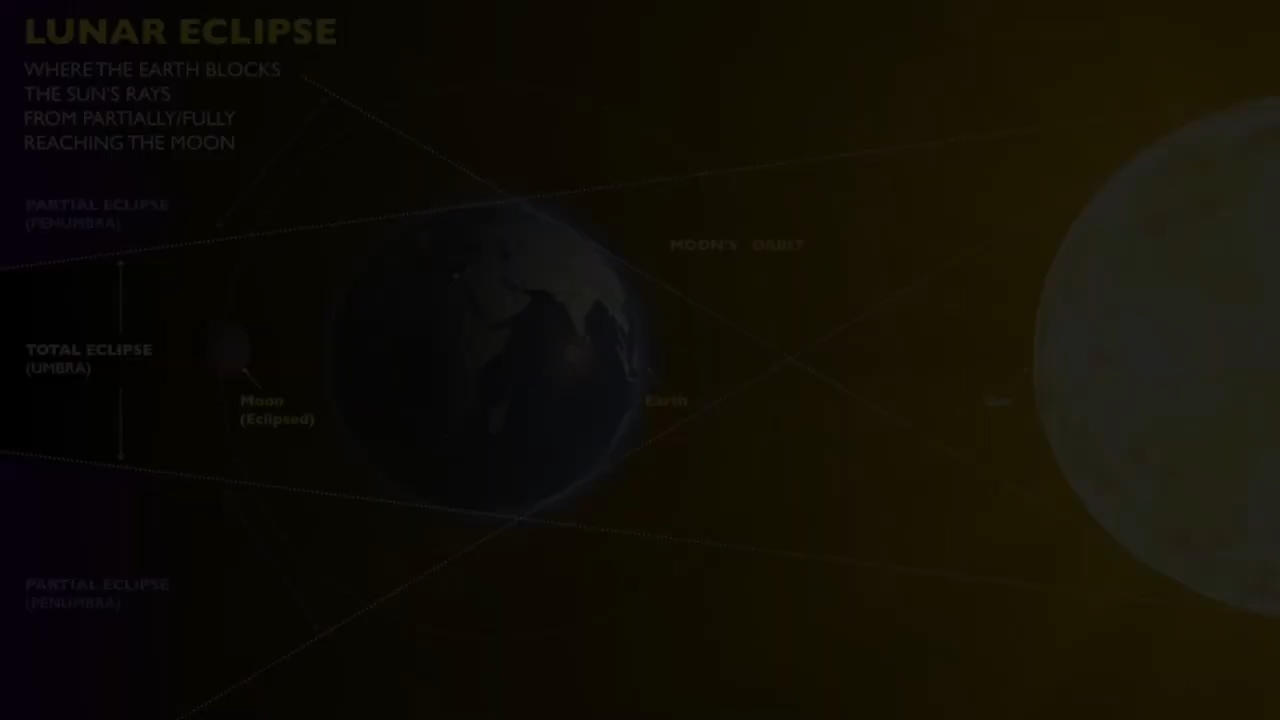 LUNAR ECLIPSE
WHERE THE EARTH BLOCKS
THE SUN'S RAYS
FROM PARTIALLY/FULLY
REACHING THE MOON
PARTIAL ECLIPSE
(PENUMBRA)
MOON'S ORBIT
TOTAL ECLIPSE
(UMBRA)
Moon
(Eclipsed)
Earth
Sun
PARTIAL ECLIPSE
(PENUMBRA)